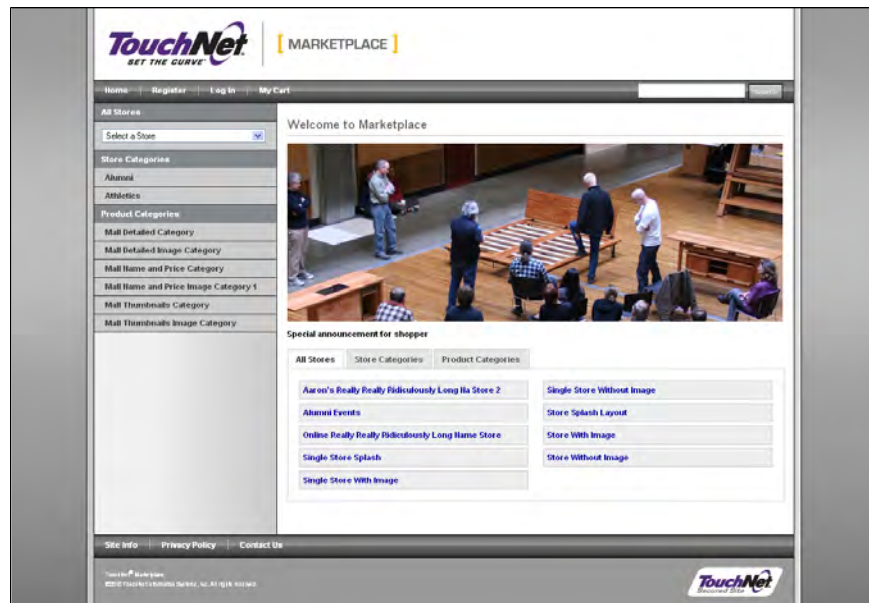 TouchNet
SET THE CURVE
[ MARKETPLACE ]
Home
Register
Log In
My Cart
Search
All Stores
Select a Store
Store Categories
Alumni
Athletics
Product Categories
Mall Detailed Category
Mall Detailed Image Category
Mall Name and Price Category
Mall Name and Price Image Category 1
Mall Thumbnails Category
Mall Thumbnails Image Category
Welcome to Marketplace
Special announcement for shopper
All Stores
Store Categories
Product Categories
Aaron's Really Really Ridiculously Long Na Store 2
Single Store Without Image
Alumni Events
Store Splash Layout
Online Really Really Ridiculously Long Name Store
Store With Image
Single Store Splash
Store Without Image
Single Store With Image
Site Info
Privacy Policy
Contact Us
TouchNet® Marketplace
TouchNet
Secured Site